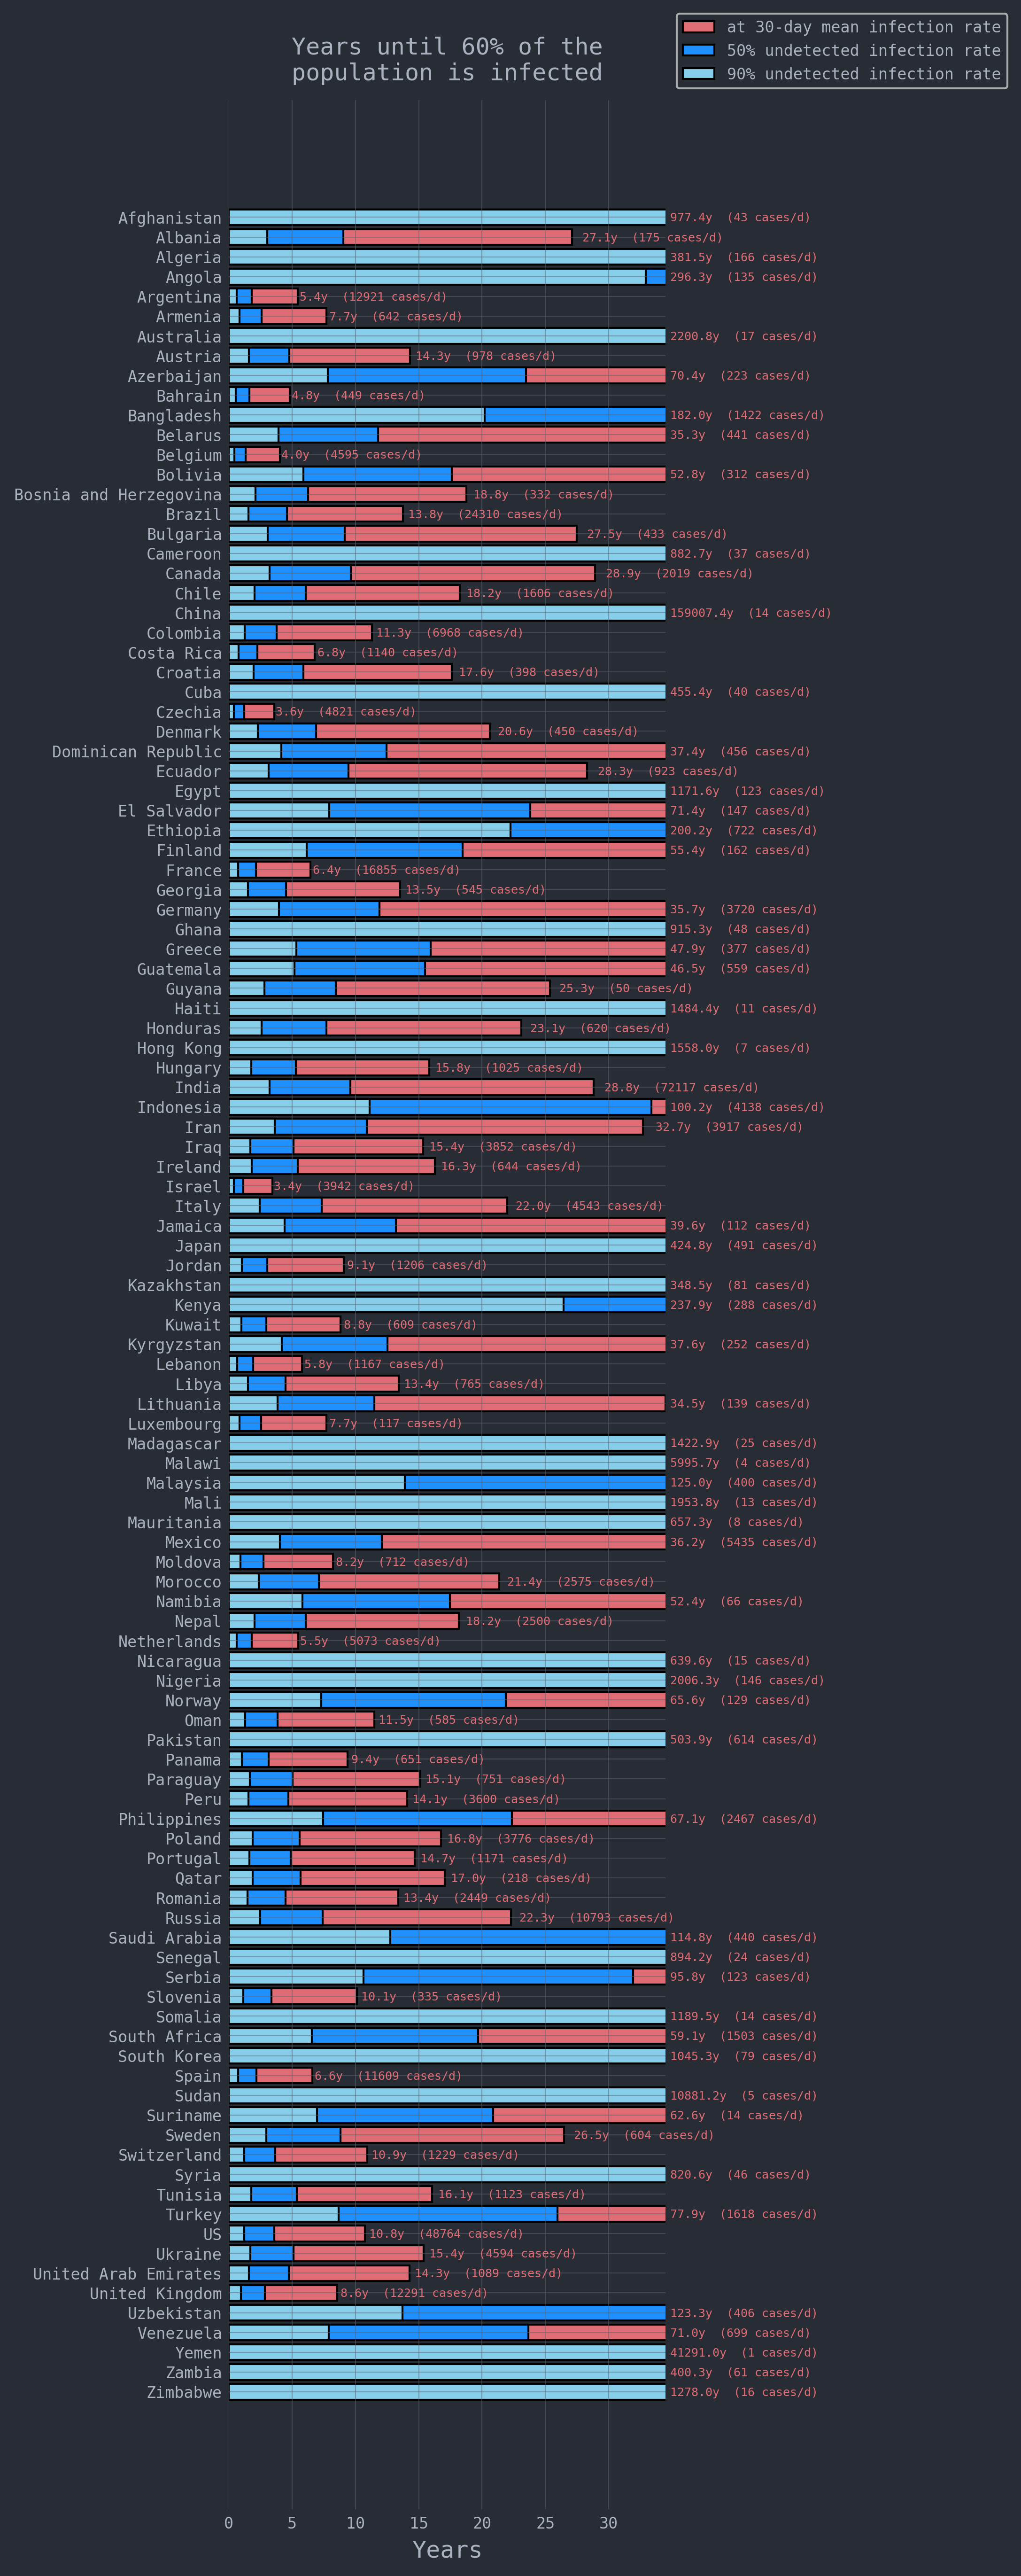 Years until 60% of the
population is infected
at 30-day mean infection rate
50% undetected infection rate
90% undetected infection rate
Afghanistan 977.4y (43 cases/d)
Albania 27.1y (175 cases/d)
Algeria 381.5y (166 cases/d)
Angola 296.3y (135 cases/d)
Argentina 5.4y (12921 cases/d)
Armenia 7.7y (642 cases/d)
Australia 2200.8y (17 cases/d)
Austria 14.3y (978 cases/d)
Azerbaijan 70.4y (223 cases/d)
Bahrain 4.8y (449 cases/d)
Bangladesh 182.0y (1422 cases/d)
Belarus 35.3y (441 cases/d)
Belgium 4.0y (4595 cases/d)
Bolivia 52.8y (312 cases/d)
Bosnia and Herzegovina 18.8y (332 cases/d)
Brazil 13.8y (24310 cases/d)
Bulgaria 27.5y (433 cases/d)
Cameroon 882.7y (37 cases/d)
Canada 28.9y (2019 cases/d)
Chile 18.2y (1606 cases/d)
China 159007.4y (14 cases/d)
Colombia 11.3y (6968 cases/d)
Costa Rica 6.8y (1140 cases/d)
Croatia 17.6y (398 cases/d)
Cuba 455.4y (40 cases/d)
Czechia 3.6y (4821 cases/d)
Denmark 20.6y (450 cases/d)
Dominican Republic 37.4y (456 cases/d)
Ecuador 28.3y (923 cases/d)
Egypt 1171.6y (123 cases/d)
El Salvador 71.4y (147 cases/d)
Ethiopia 200.2y (722 cases/d)
Finland 55.4y (162 cases/d)
France 6.4y (16855 cases/d)
Georgia 13.5y (545 cases/d)
Germany 35.7y (3720 cases/d)
Ghana 915.3y (48 cases/d)
Greece 47.9y (377 cases/d)
Guatemala 46.5y (559 cases/d)
Guyana 25.3y (50 cases/d)
Haiti 1484.4y (11 cases/d)
Honduras 23.1y (620 cases/d)
Hong Kong 1558.0y (7 cases/d)
Hungary 15.8y (1025 cases/d)
India 28.8y (72117 cases/d)
Indonesia 100.2y (4138 cases/d)
Iran 32.7y (3917 cases/d)
Iraq 15.4y (3852 cases/d)
Ireland 16.3y (644 cases/d)
Israel 3.4y (3942 cases/d)
Italy 22.0y (4543 cases/d)
Jamaica 39.6y (112 cases/d)
Japan 424.8y (491 cases/d)
Jordan 9.1y (1206 cases/d)
Kazakhstan 348.5y (81 cases/d)
Kenya 237.9y (288 cases/d)
Kuwait 8.8y (609 cases/d)
Kyrgyzstan 37.6y (252 cases/d)
Lebanon 5.8y (1167 cases/d)
Libya 13.4y (765 cases/d)
Lithuania 34.5y (139 cases/d)
Luxembourg 7.7y (117 cases/d)
Madagascar 1422.9y (25 cases/d)
Malawi 5995.7y (4 cases/d)
Malaysia 125.0y (400 cases/d)
Mali 1953.8y (13 cases/d)
Mauritania 657.3y (8 cases/d)
Mexico 36.2y (5435 cases/d)
Moldova 8.2y (712 cases/d)
Morocco 21.4y (2575 cases/d)
Namibia 52.4y (66 cases/d)
Nepal 18.2y (2500 cases/d)
Netherlands 5.5y (5073 cases/d)
Nicaragua 639.6y (15 cases/d)
Nigeria 2006.3y (146 cases/d)
Norway 65.6y (129 cases/d)
Oman 11.5y (585 cases/d)
Pakistan 503.9y (614 cases/d)
Panama 9.4y (651 cases/d)
Paraguay 15.1y (751 cases/d)
Peru 14.1y (3600 cases/d)
Philippines 67.1y (2467 cases/d)
Poland 16.8y (3776 cases/d)
Portugal 14.7y (1171 cases/d)
Qatar 17.0y (218 cases/d)
Romania 13.4y (2449 cases/d)
Russia 22.3y (10793 cases/d)
Saudi Arabia 114.8y (440 cases/d)
Senegal 894.2y (24 cases/d)
Serbia 95.8y (123 cases/d)
Slovenia 10.1y (335 cases/d)
Somalia 1189.5y (14 cases/d)
South Africa 59.1y (1503 cases/d)
South Korea 1045.3y (79 cases/d)
Spain 6.6y (11609 cases/d)
Sudan 10881.2y (5 cases/d)
Suriname 62.6y (14 cases/d)
Sweden 26.5y (604 cases/d)
Switzerland 10.9y (1229 cases/d)
Syria 820.6y (46 cases/d)
Tunisia 16.1y (1123 cases/d)
Turkey 77.9y (1618 cases/d)
US 10.8y (48764 cases/d)
Ukraine 15.4y (4594 cases/d)
United Arab Emirates 14.3y (1089 cases/d)
United Kingdom 8.6y (12291 cases/d)
Uzbekistan 123.3y (406 cases/d)
Venezuela 71.0y (699 cases/d)
Yemen 41291.0y (1 cases/d)
Zambia 400.3y (61 cases/d)
Zimbabwe 1278.0y (16 cases/d)
0 5 10 15 20 25 30
Years